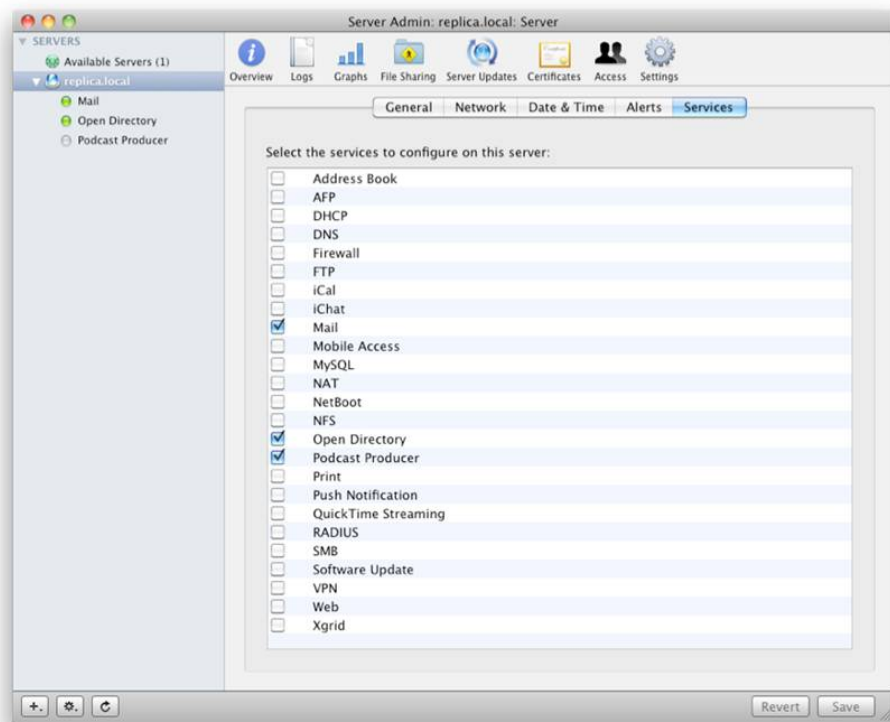 Server Admin: replica.local: Server
SERVERS
Available Servers (1)
replica.local
Mail
Open Directory
Podcast Producer
Overview Logs Graphs File Sharing Server Updates Certificates Access Settings
General Network Date & Time Alerts Services
Select the services to configure on this server:
Address Book
AFP
DHCP
DNS
Firewall
FTP
iCal
iChat
Mail
Mobile Access
MySQL
NAT
NetBoot
NFS
Open Directory
Podcast Producer
Print
Push Notification
QuickTime Streaming
RADIUS
SMB
Software Update
VPN
Web
Xgrid
Revert Save